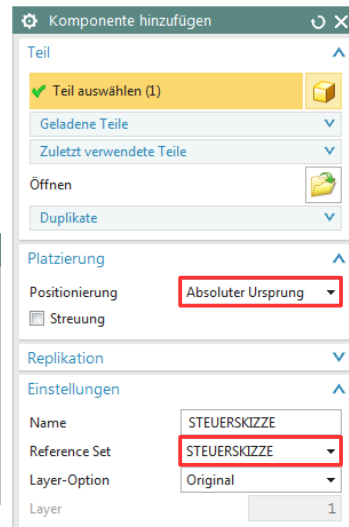 Komponente hinzufügen
Teil
Teil auswählen (1)
Geladene Teile
Zuletzt verwendete Teile
Öffnen
Duplikate
Platzierung
Positionierung Absoluter Ursprung
Streuung
Replikation
Einstellungen
Name STEUERSKIZZE
Reference Set STEUERSKIZZE
Layer-Option Original
Layer 1